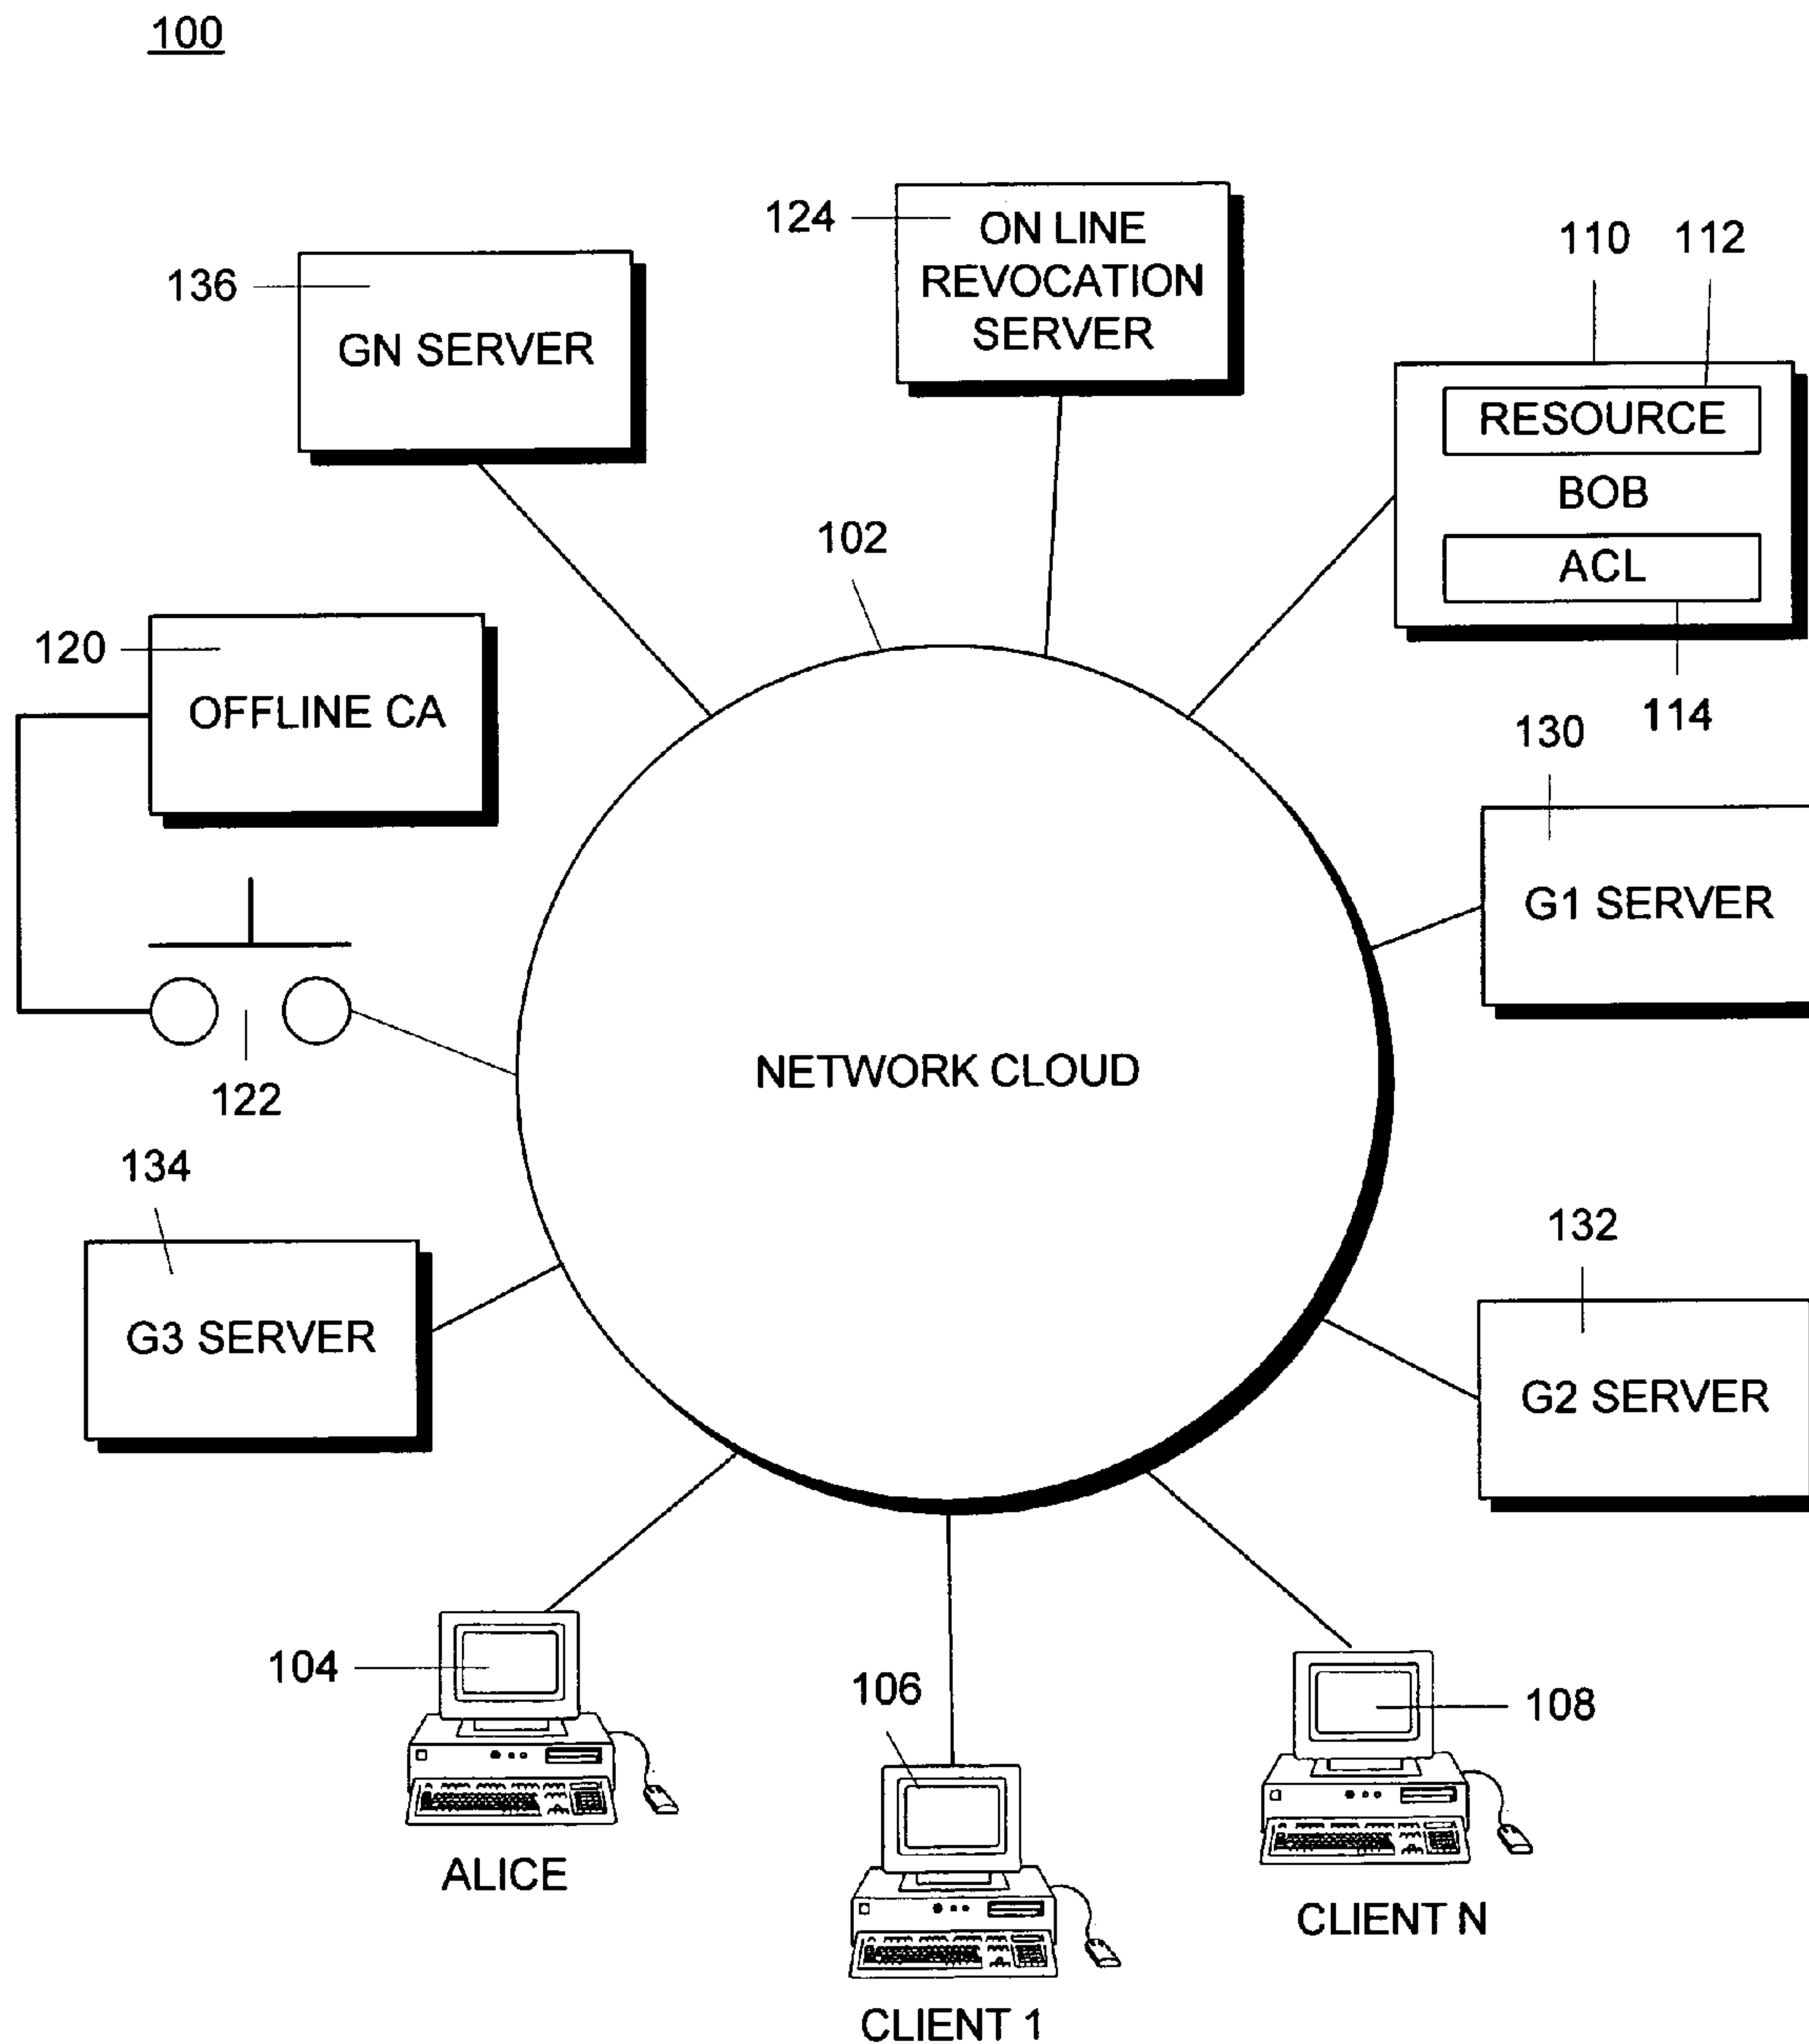 100
124
ON LINE
REVOCATION
SERVER
110 112
136
GN SERVER
RESOURCE
BOB
ACL
102
120
OFFLINE CA
114
130
G1 SERVER
NETWORK CLOUD
122
134
G3 SERVER
132
G2 SERVER
104
106
108
ALICE
CLIENT N
CLIENT 1